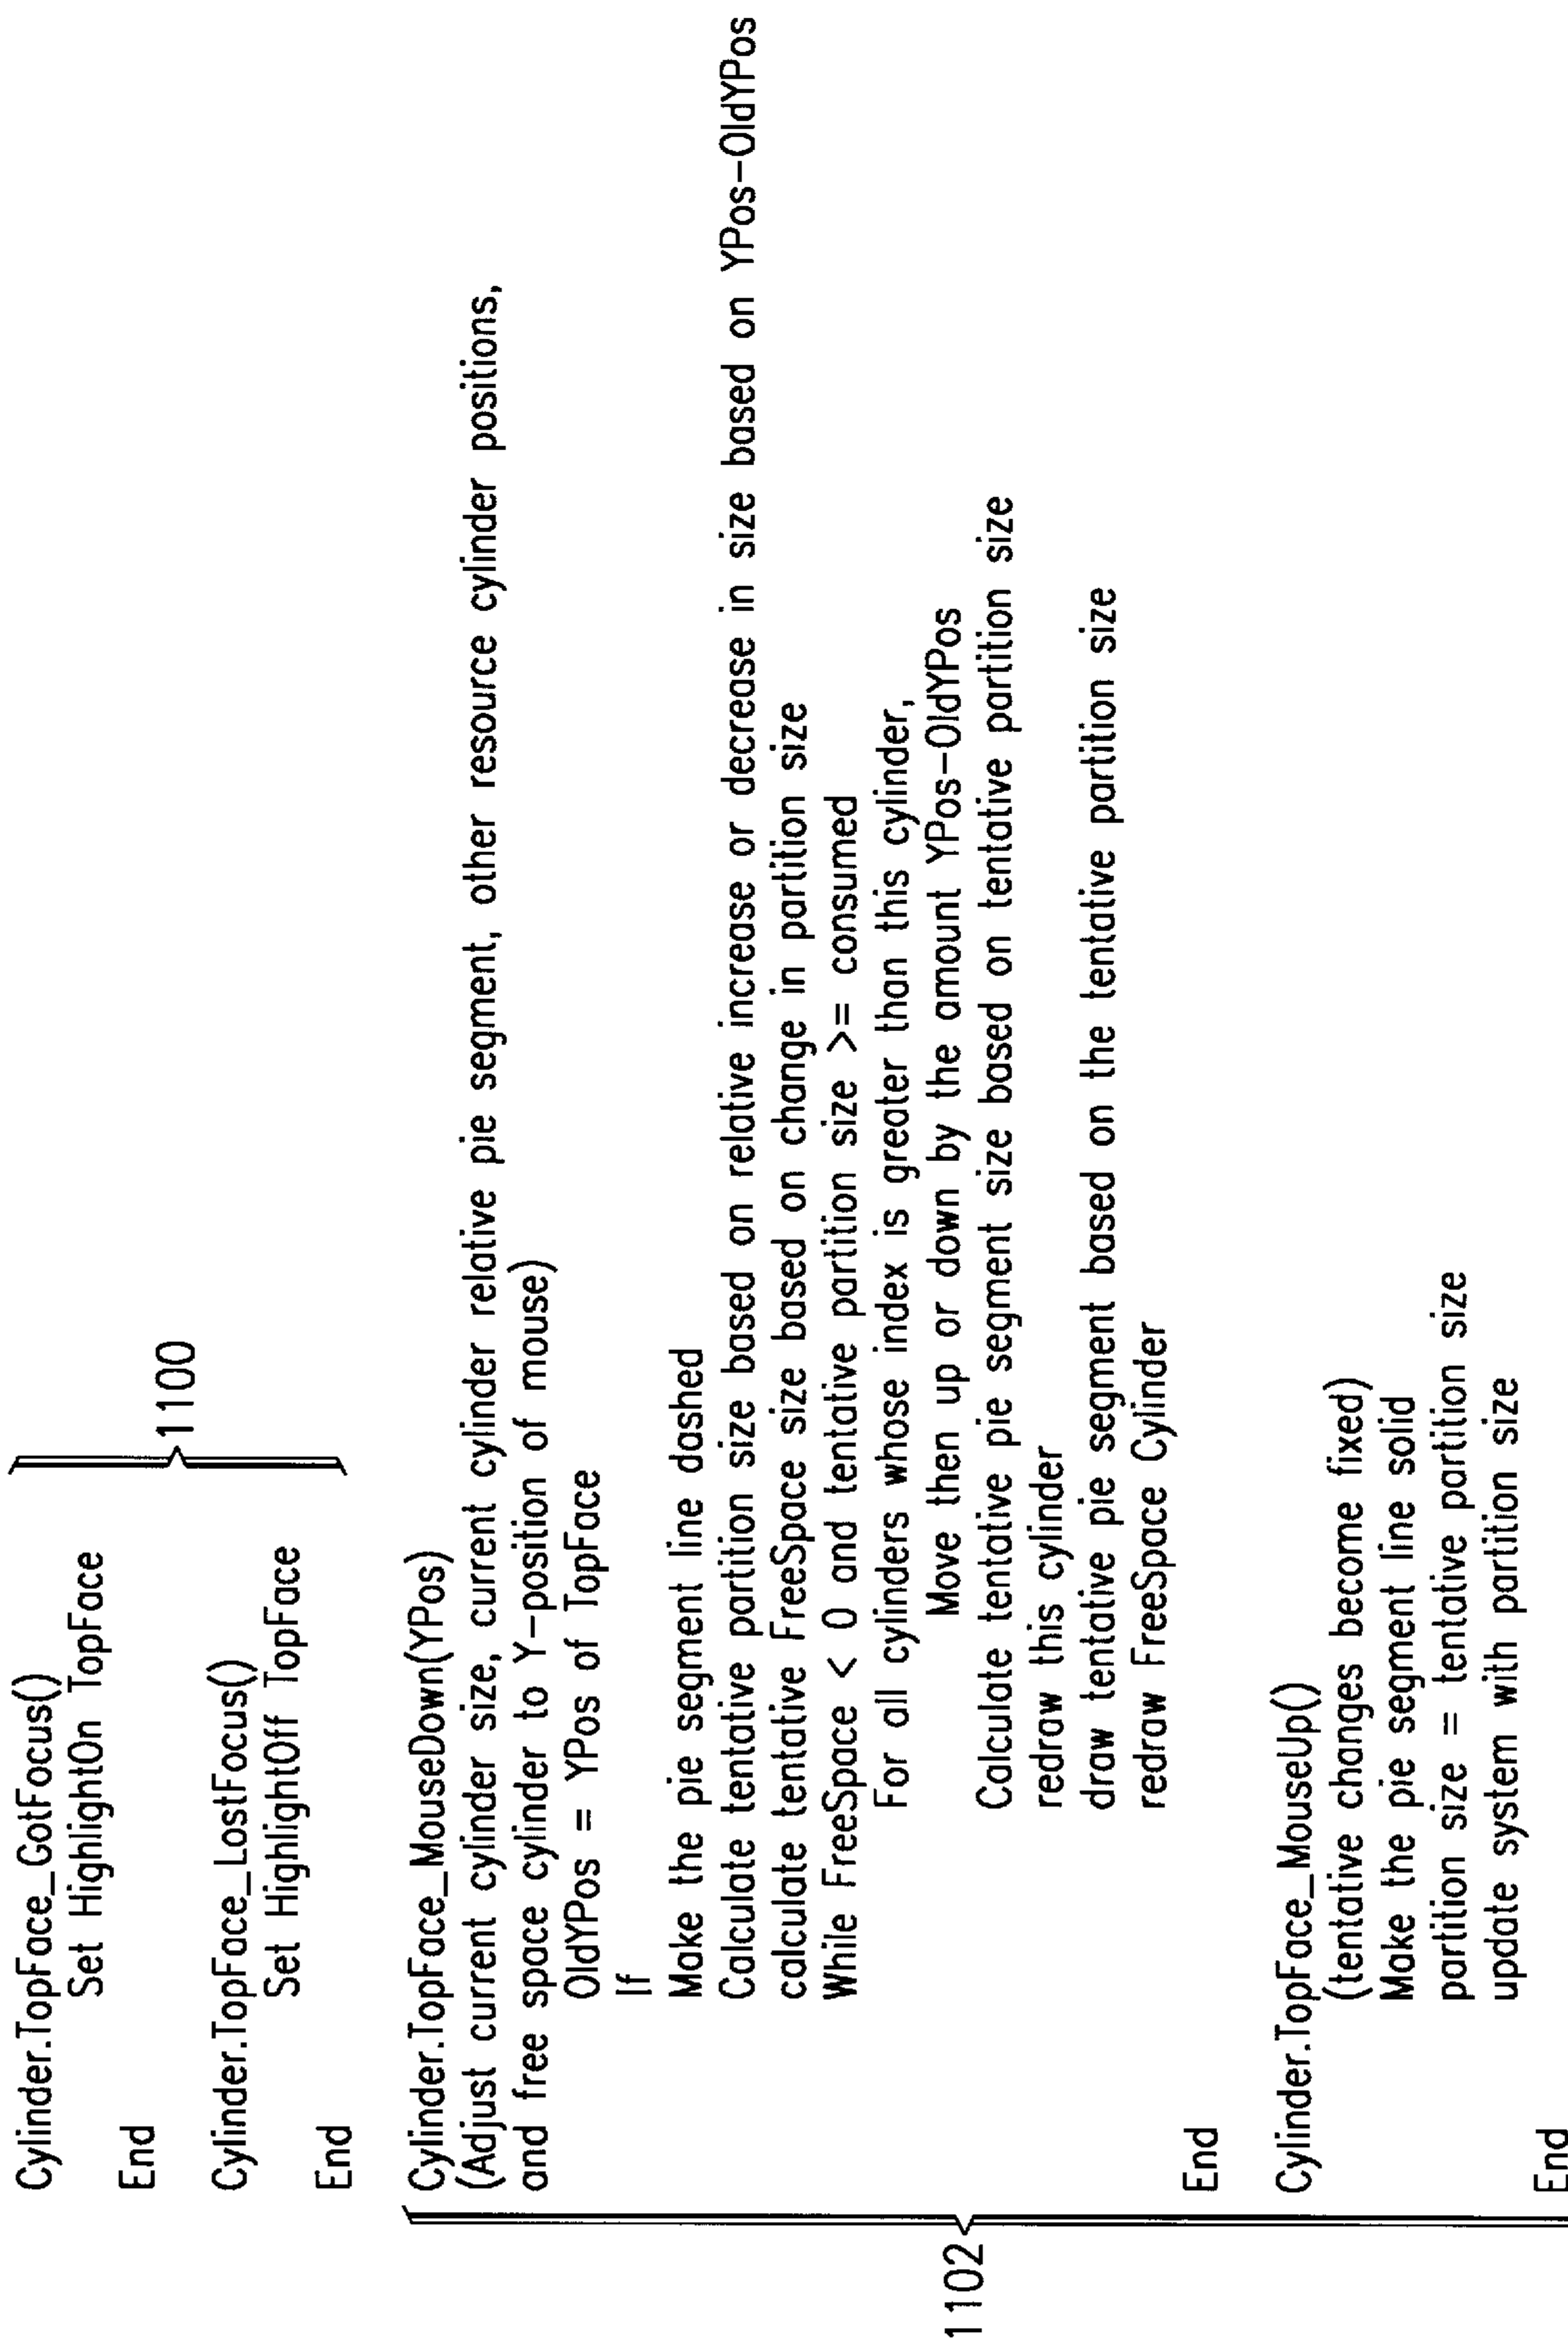 Cylinder.TopFace_GotFocus()
Set HighlightOn TopFace
End
1100
Cylinder.TopFace_LostFocus()
Set HighlightOff TopFace
End
1102
Cylinder.TopFace_MouseDown(YPos)
(Adjust current cylinder size, current cylinder relative pie segment, other resource cylinder positions,
and free space cylinder to Y-position of mouse)
OldYPos = YPos of TopFace
If
Make the pie segment line dashed
Calculate tentative partition size based on relative increase or decrease in size based on YPos-OldYPos
calculate tentative FreeSpace size based on change in partition size
While FreeSpace < 0 and tentative partition size >= consumed
For all cylinders whose index is greater than this cylinder,
Move then up or down by the amount YPos-OldYPos
Calculate tentative pie segment size based on tentative partition size
redraw this cylinder
draw tentative pie segment based on the tentative partition size
redraw FreeSpace Cylinder
End
Cylinder.TopFace_MouseUp()
(tentative changes become fixed)
Make the pie segment line solid
partition size = tentative partition size
update system with partition size
End